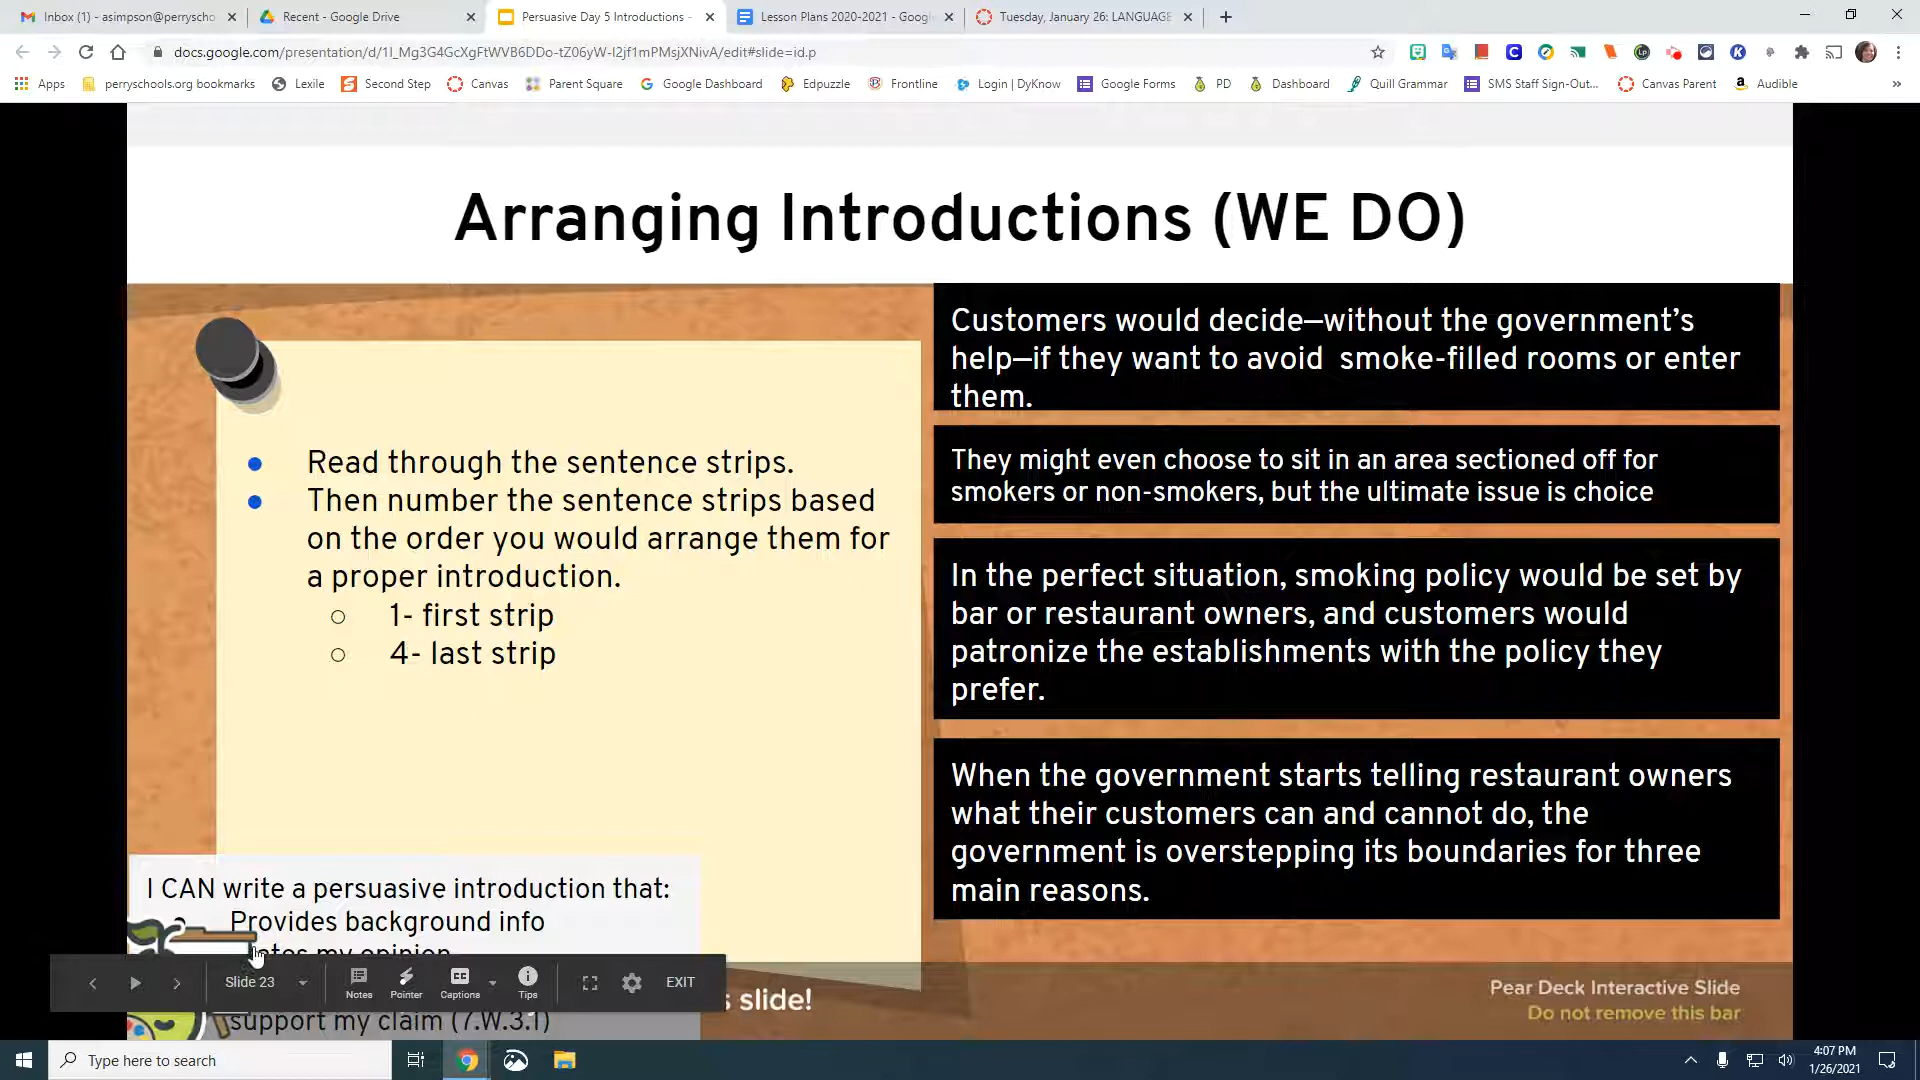 Inbox (1) - asimpson@perryscho
Recent - Google Drive
Persuasive Day 5 Introductions -
Lesson Plans 2020-2021 - Googl
Tuesday, January 26: LANGUAGE
docs.google.com/presentation/d/1I_Mg3G4GcXgFtWVB6DDo-tZ06yW-I2jf1mPMsjXNivA/edit#slide=id.p
Apps
perryschools.org bookmarks
Lexile
Second Step
Canvas
Parent Square
Google Dashboard
Edpuzzle
Frontline
Login | DyKnow
Google Forms
PD
Dashboard
Quill Grammar
SMS Staff Sign-Out...
Canvas Parent
Audible
Arranging Introductions (WE DO)
Read through the sentence strips.
Then number the sentence strips based
on the order you would arrange them for
a proper introduction.
1- first strip
4- last strip
Customers would decide—without the government's
help—if they want to avoid smoke-filled rooms or enter
them.
They might even choose to sit in an area sectioned off for
smokers or non-smokers, but the ultimate issue is choice
In the perfect situation, smoking policy would be set by
bar or restaurant owners, and customers would
patronize the establishments with the policy they
prefer.
When the government starts telling restaurant owners
what their customers can and cannot do, the
government is overstepping its boundaries for three
main reasons.
I CAN write a persuasive introduction that:
Provides background info
my opinion
support my claim (7.W.3.1)
s slide!
Slide 23
Notes
Pointer
Captions
Tips
EXIT
Pear Deck Interactive Slide
Do not remove this bar
Type here to search
4:07 PM
1/26/2021